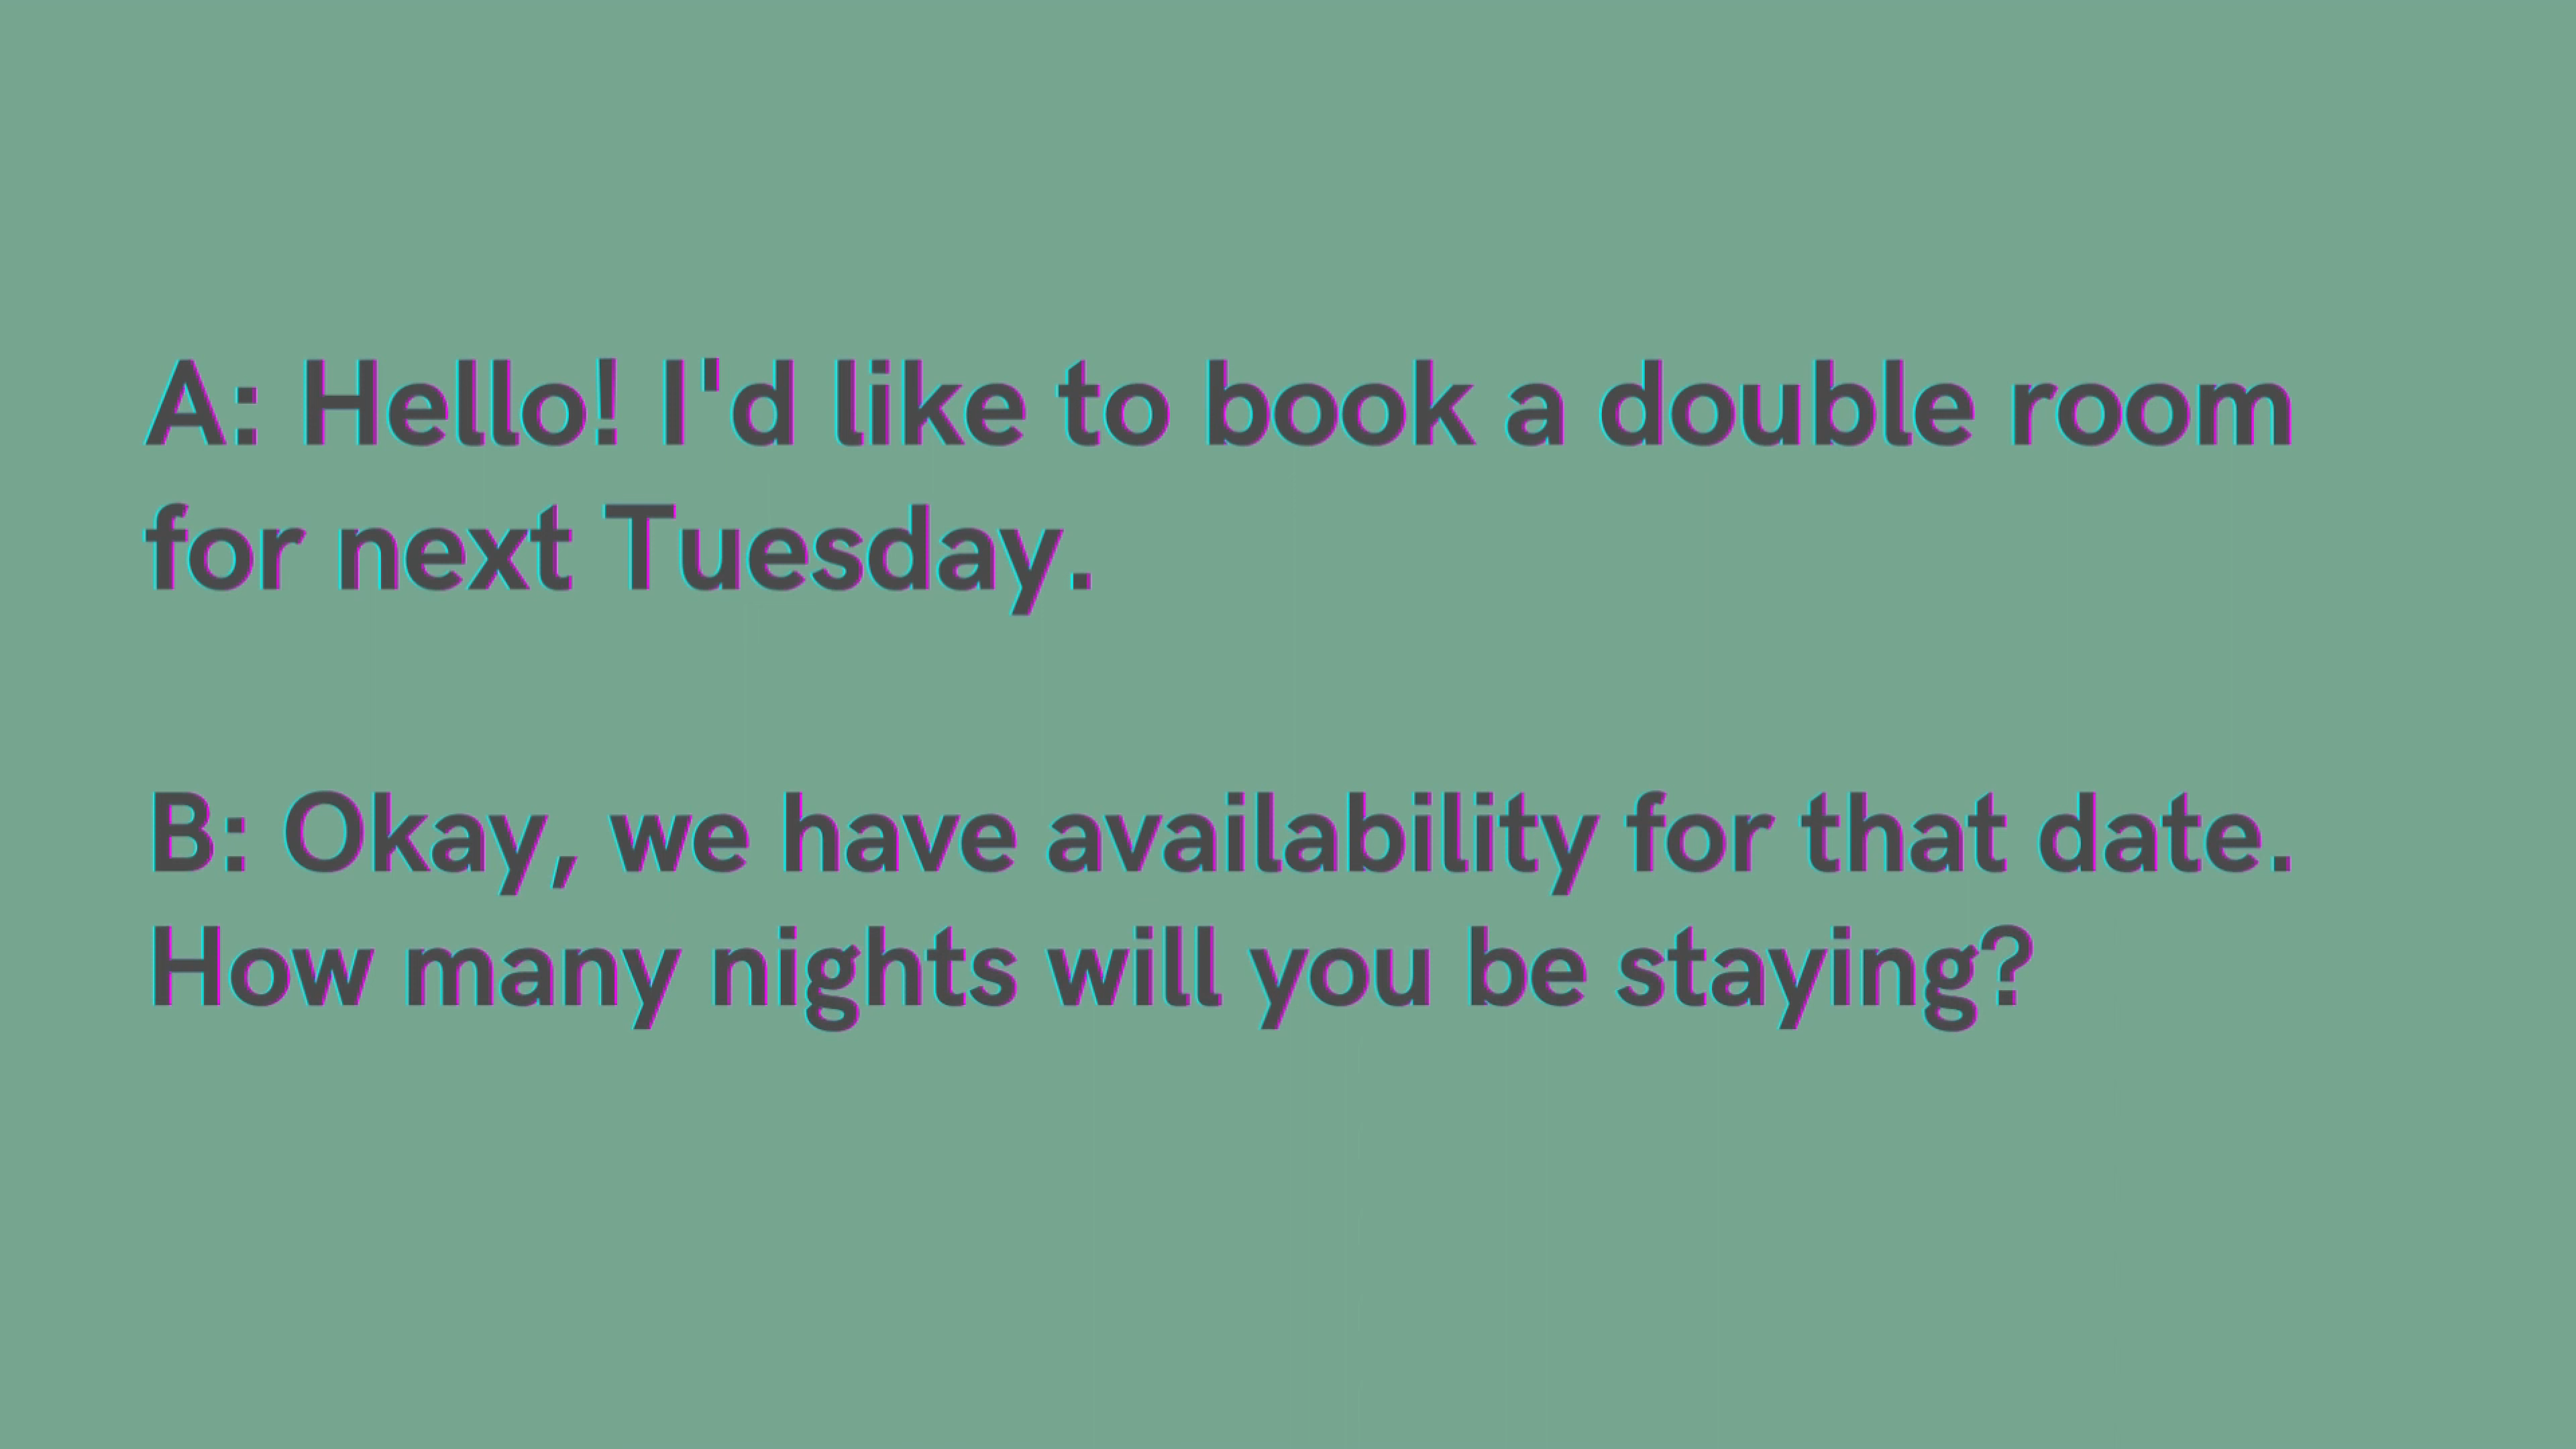 A: Hello! I'd like to book a double room
for next Tuesday.
B: Okay, we have availability for that date.
How many nights will you be staying?